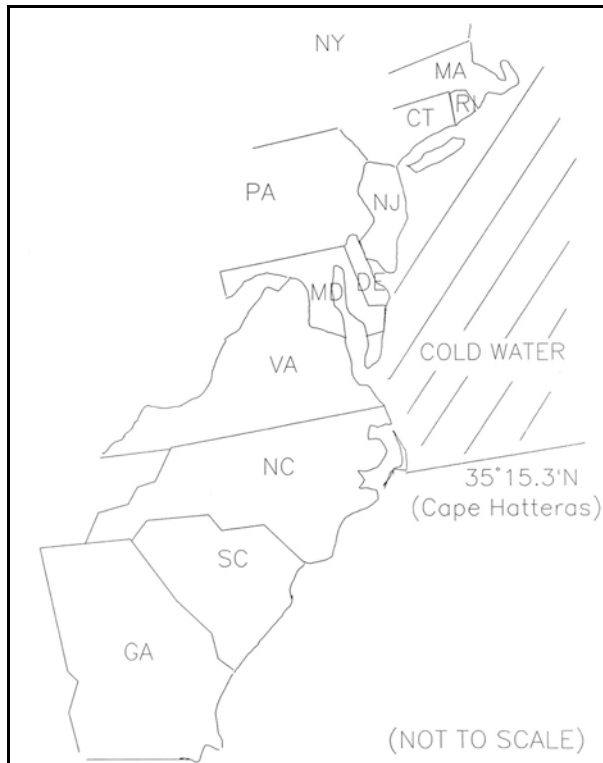 NY
MA
CT
RI
PA
NJ
MD
DE
COLD WATER
VA
NC
35°15.3'N
(Cape Hatteras)
SC
GA
(NOT TO SCALE)